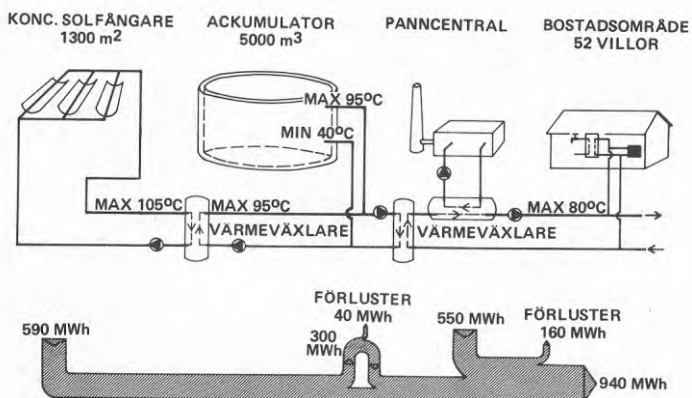 KONC. SOLFÅNGARE
1300 m²
ACKUMULATOR
5000 m³
PANNCENTRAL
BOSTADSOMRÅDE
52 VILLOR
MAX 95°C
MIN 40°C
MAX 105°C
MAX 95°C
MAX 80°C
VÄRMEVÄXLARE
VÄRMEVÄXLARE
FÖRLUSTER
40 MWh
FÖRLUSTER
160 MWh
590 MWh
300
MWh
550 MWh
940 MWh